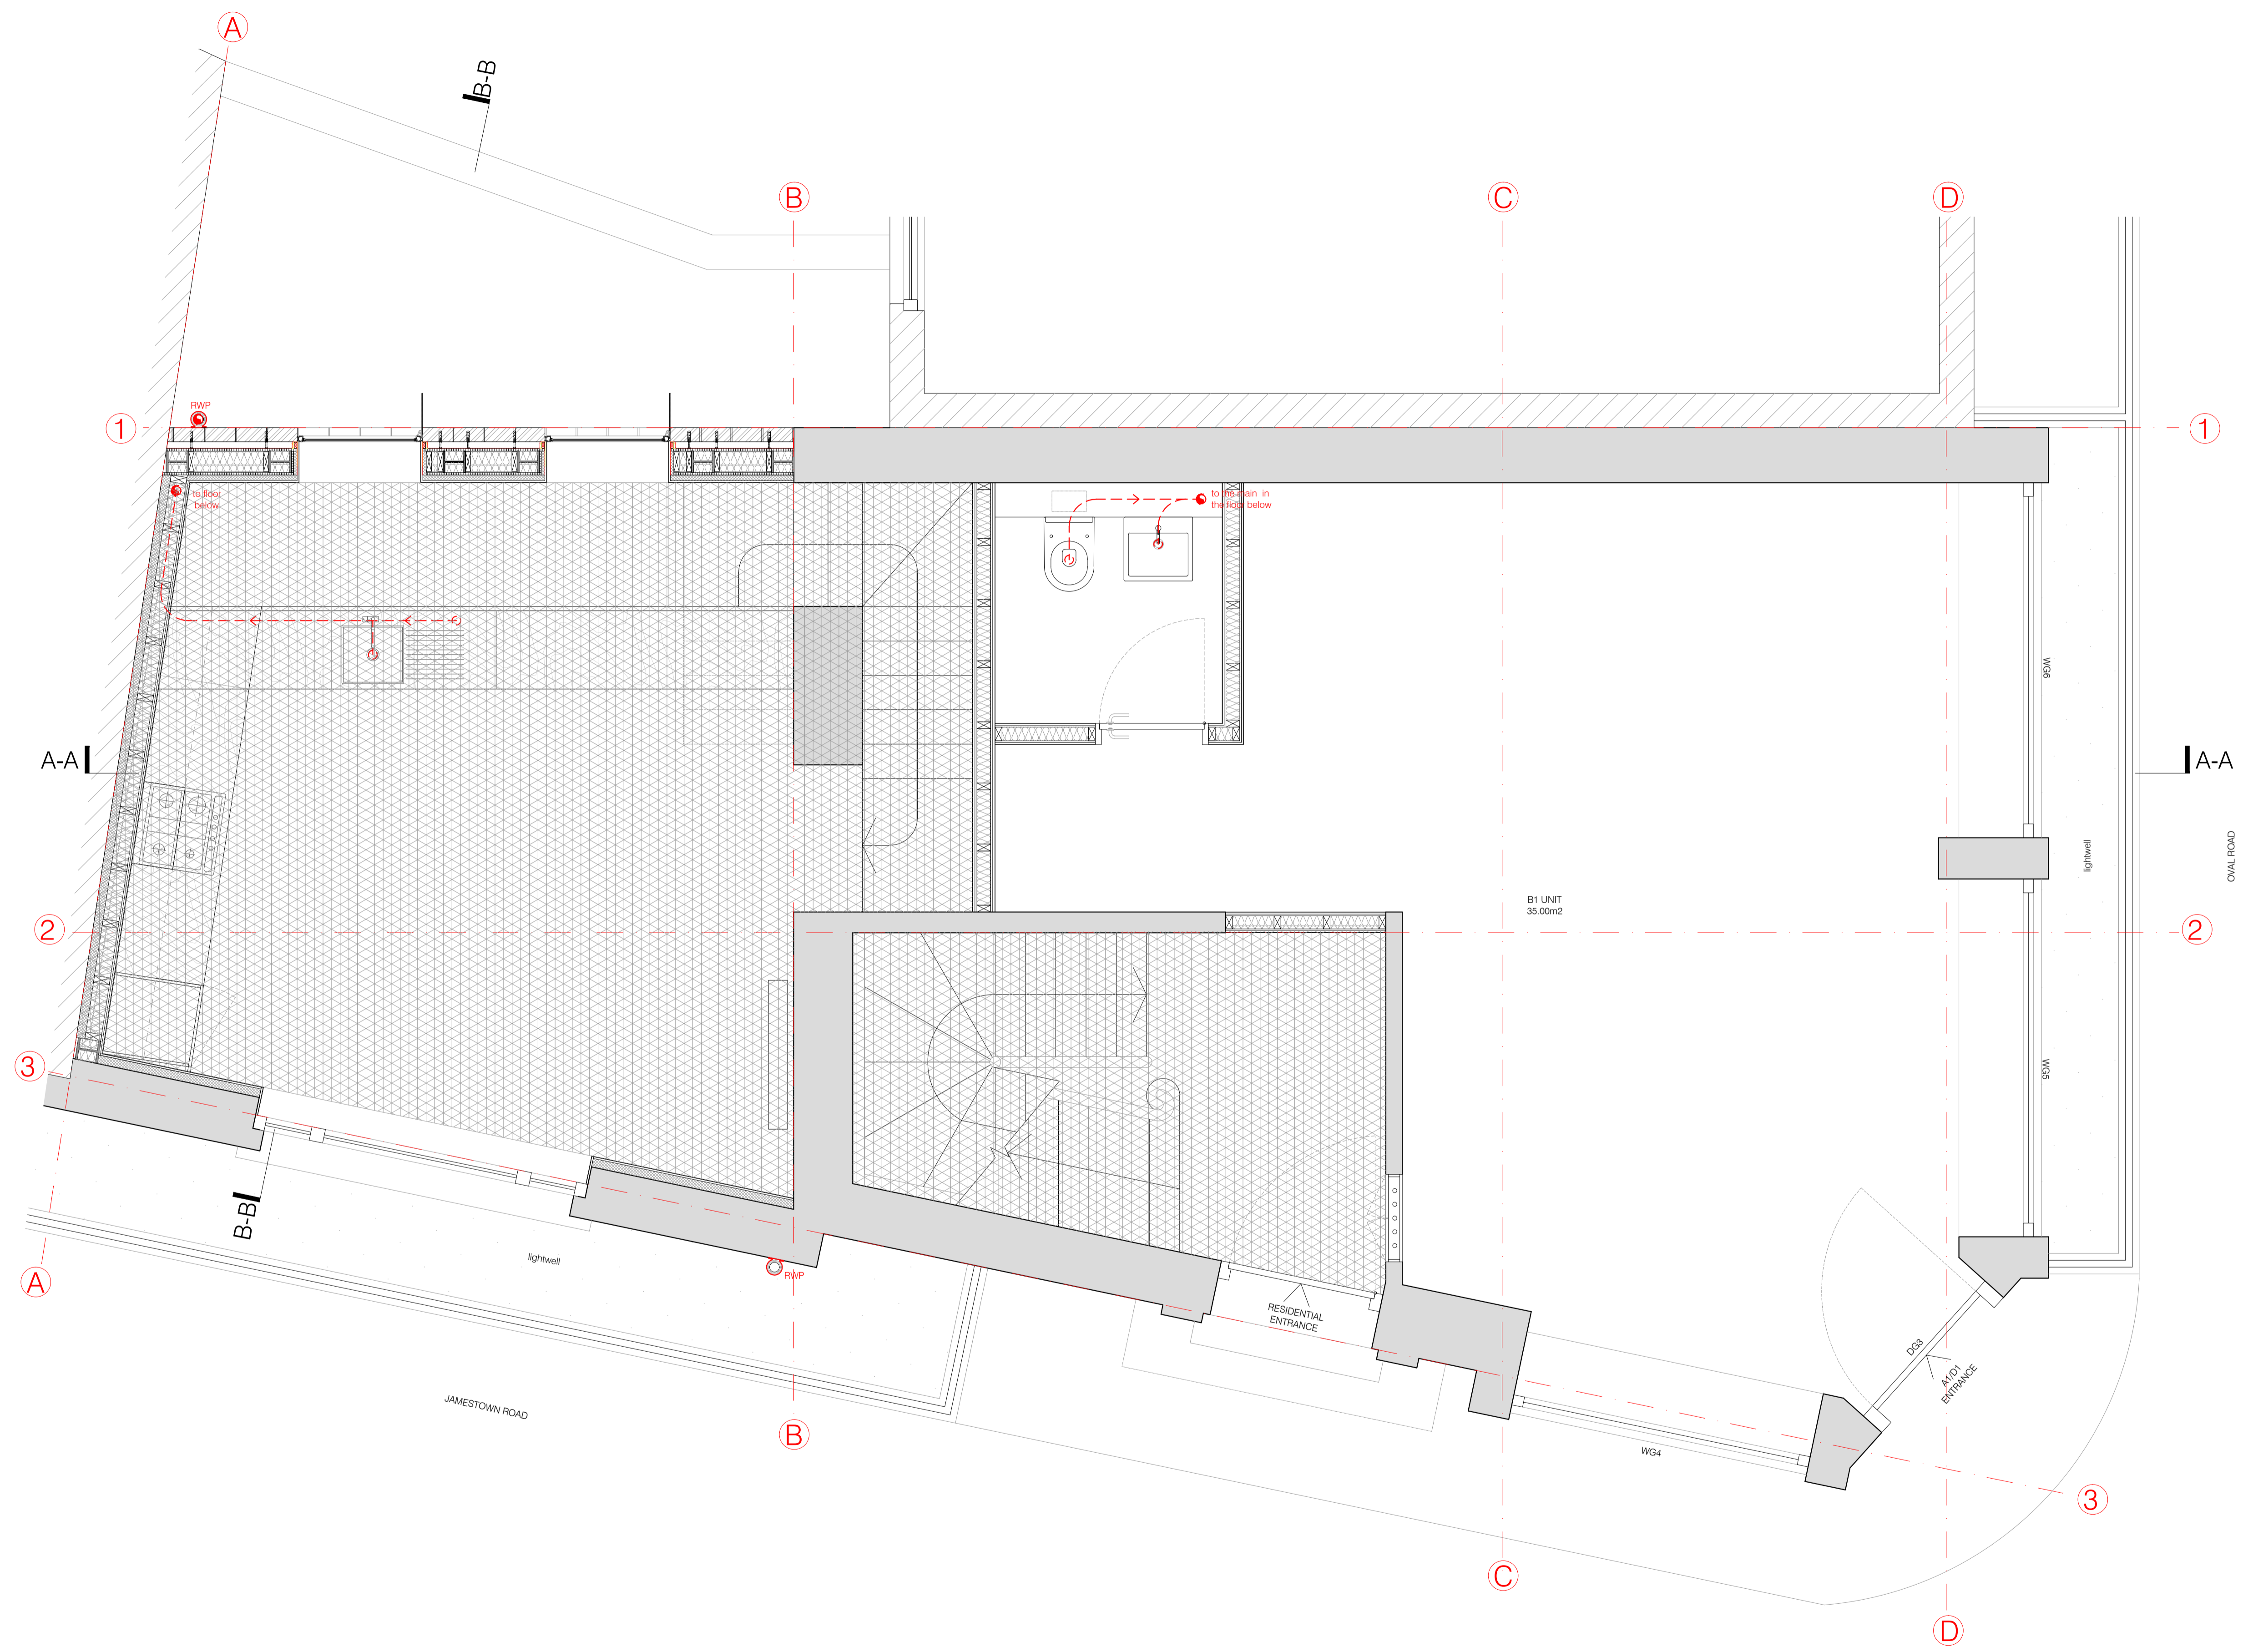 A
B-B
B
C
D
RWP
1
1
to floor
below
to the main in
the floor below
WG6
A-A
A-A
lightwell
OVAL ROAD
B1 UNIT
35.00m2
2
2
3
WG5
B-B
lightwell
RWP
A
RESIDENTIAL
ENTRANCE
DG3
A1/D1
ENTRANCE
JAMESTOWN ROAD
B
WG4
3
C
D